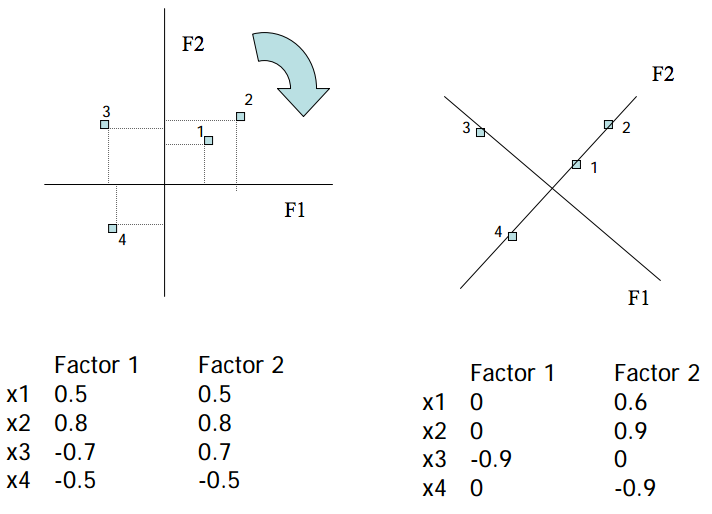 F2
2
3
1
F1
4
F2
3
2
1
4
F1
Factor 1 Factor 2
x1 0.5 0.5
x2 0.8 0.8
x3 -0.7 0.7
x4 -0.5 -0.5
Factor 1 Factor 2
x1 0 0.6
x2 0 0.9
x3 -0.9 0
x4 0 -0.9